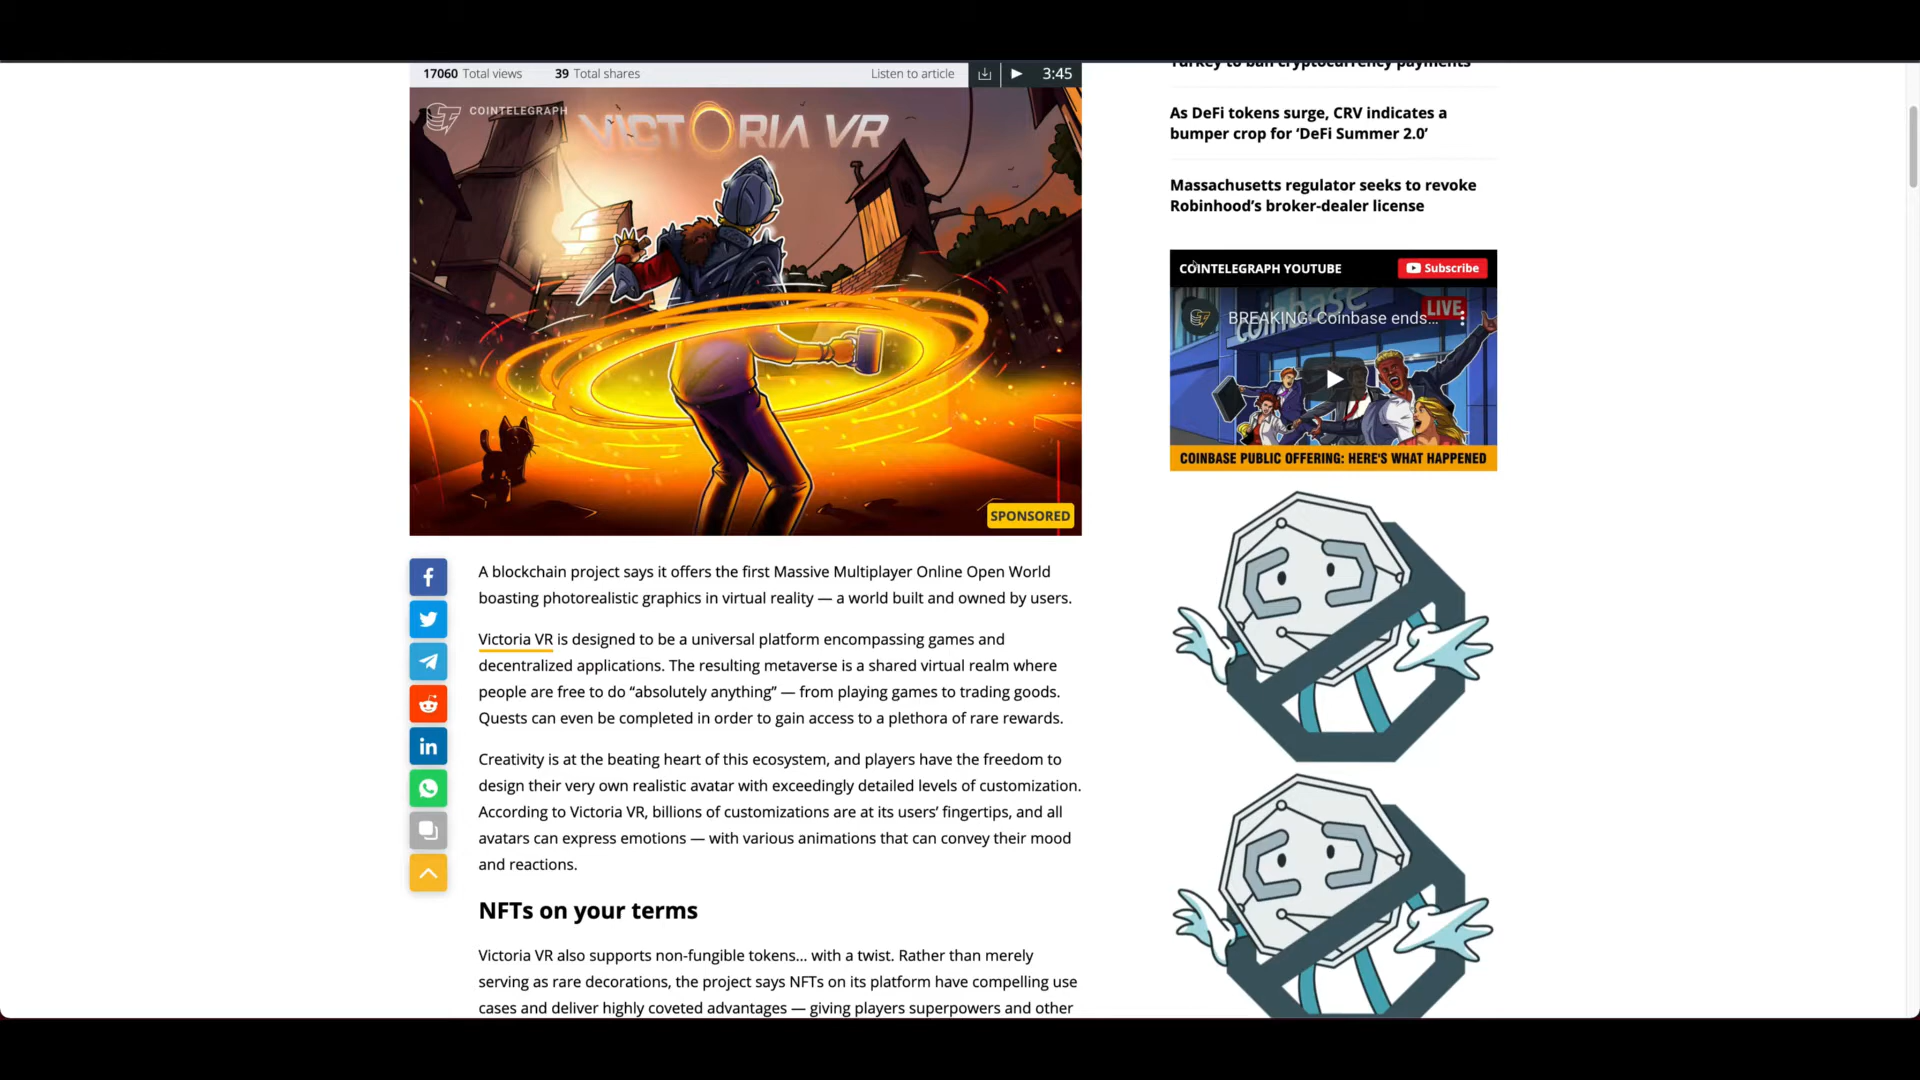 17060 Total views 39 Total shares Listen to article 3:45
COINTELEGRAPH
VICTORIA VR
SPONSORED
A blockchain project says it offers the first Massive Multiplayer Online Open World
boasting photorealistic graphics in virtual reality — a world built and owned by users.
Victoria VR is designed to be a universal platform encompassing games and
decentralized applications. The resulting metaverse is a shared virtual realm where
people are free to do “absolutely anything” — from playing games to trading goods.
Quests can even be completed in order to gain access to a plethora of rare rewards.
Creativity is at the beating heart of this ecosystem, and players have the freedom to
design their very own realistic avatar with exceedingly detailed levels of customization.
According to Victoria VR, billions of customizations are at its users’ fingertips, and all
avatars can express emotions — with various animations that can convey their mood
and reactions.
NFTs on your terms
Victoria VR also supports non-fungible tokens... with a twist. Rather than merely
serving as rare decorations, the project says NFTs on its platform have compelling use
cases and deliver highly coveted advantages — giving players superpowers and other
Turkey to ban cryptocurrency payments
As DeFi tokens surge, CRV indicates a
bumper crop for ‘DeFi Summer 2.0’
Massachusetts regulator seeks to revoke
Robinhood’s broker-dealer license
COINTELEGRAPH YOUTUBE Subscribe
coinbase
LIVE
BREAKING: Coinbase ends...
COINBASE PUBLIC OFFERING: HERE'S WHAT HAPPENED